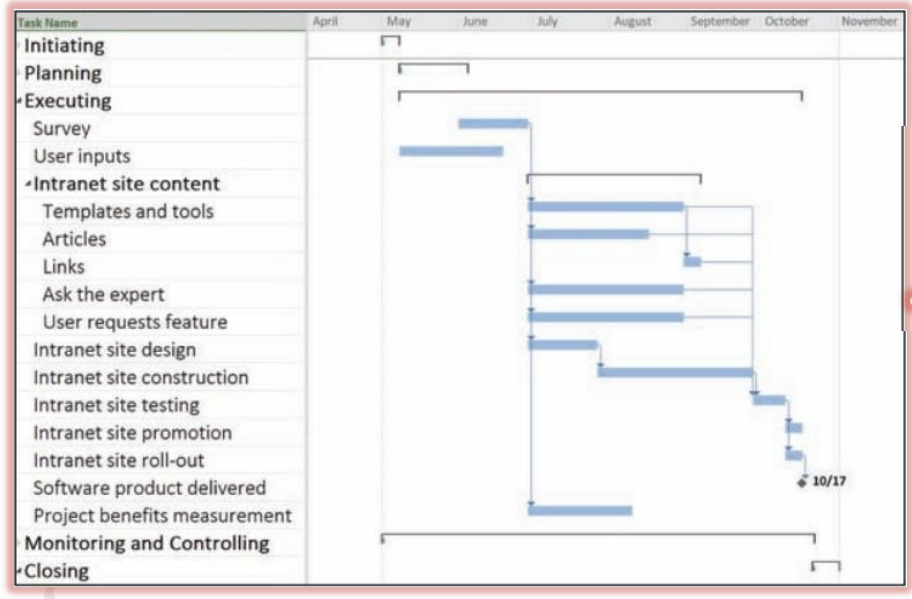 Task Name April May June July August September October November
Initiating
Planning
Executing
Survey
User inputs
Intranet site content
Templates and tools
Articles
Links
Ask the expert
User requests feature
Intranet site design
Intranet site construction
Intranet site testing
Intranet site promotion
Intranet site roll-out
Software product delivered 10/17
Project benefits measurement
Monitoring and Controlling
Closing